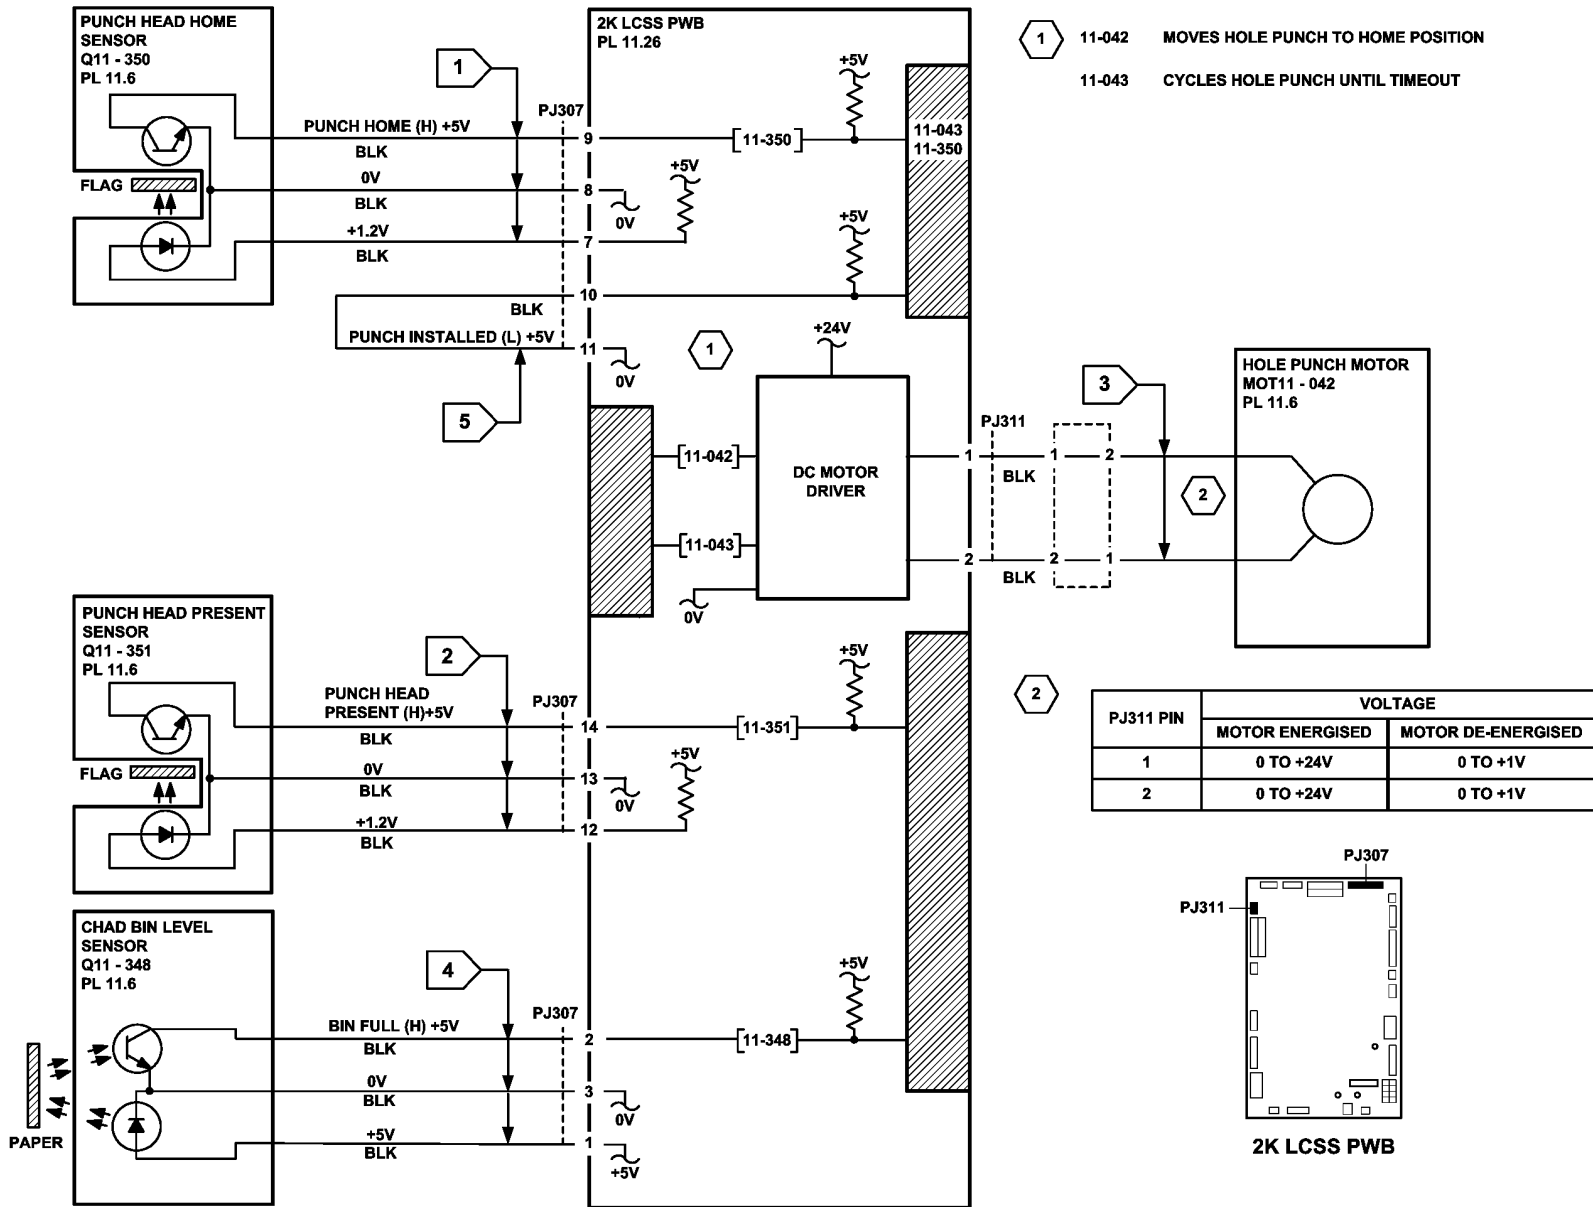 PUNCH HEAD HOME
SENSOR
Q11 - 350
PL 11.6
FLAG
1
PUNCH HOME (H) +5V
BLK
0V
BLK
+1.2V
BLK
PJ307
9
8
7
10
11
BLK
PUNCH INSTALLED (L) +5V
5
2K LCSS PWB
PL 11.26
+5V
[11-350]
11-043
11-350
+5V
0V
+5V
0V
1
+24V
[11-042]
[11-043]
DC MOTOR
DRIVER
0V
1 11-042 MOVES HOLE PUNCH TO HOME POSITION
11-043 CYCLES HOLE PUNCH UNTIL TIMEOUT
PJ311
1
BLK
1 2
2
BLK
2 1
3
2
HOLE PUNCH MOTOR
MOT11 - 042
PL 11.6
PUNCH HEAD PRESENT
SENSOR
Q11 - 351
PL 11.6
FLAG
2
PUNCH HEAD
PRESENT (H)+5V
BLK
0V
BLK
+1.2V
BLK
PJ307
14
13
12
[11-351]
+5V
+5V
0V
2
PJ311 PIN VOLTAGE
MOTOR ENERGISED MOTOR DE-ENERGISED
1 0 TO +24V 0 TO +1V
2 0 TO +24V 0 TO +1V
CHAD BIN LEVEL
SENSOR
Q11 - 348
PL 11.6
PAPER
4
BIN FULL (H) +5V
BLK
0V
BLK
+5V
BLK
PJ307
2
3
1
[11-348]
+5V
0V
+5V
PJ307
PJ311
2K LCSS PWB